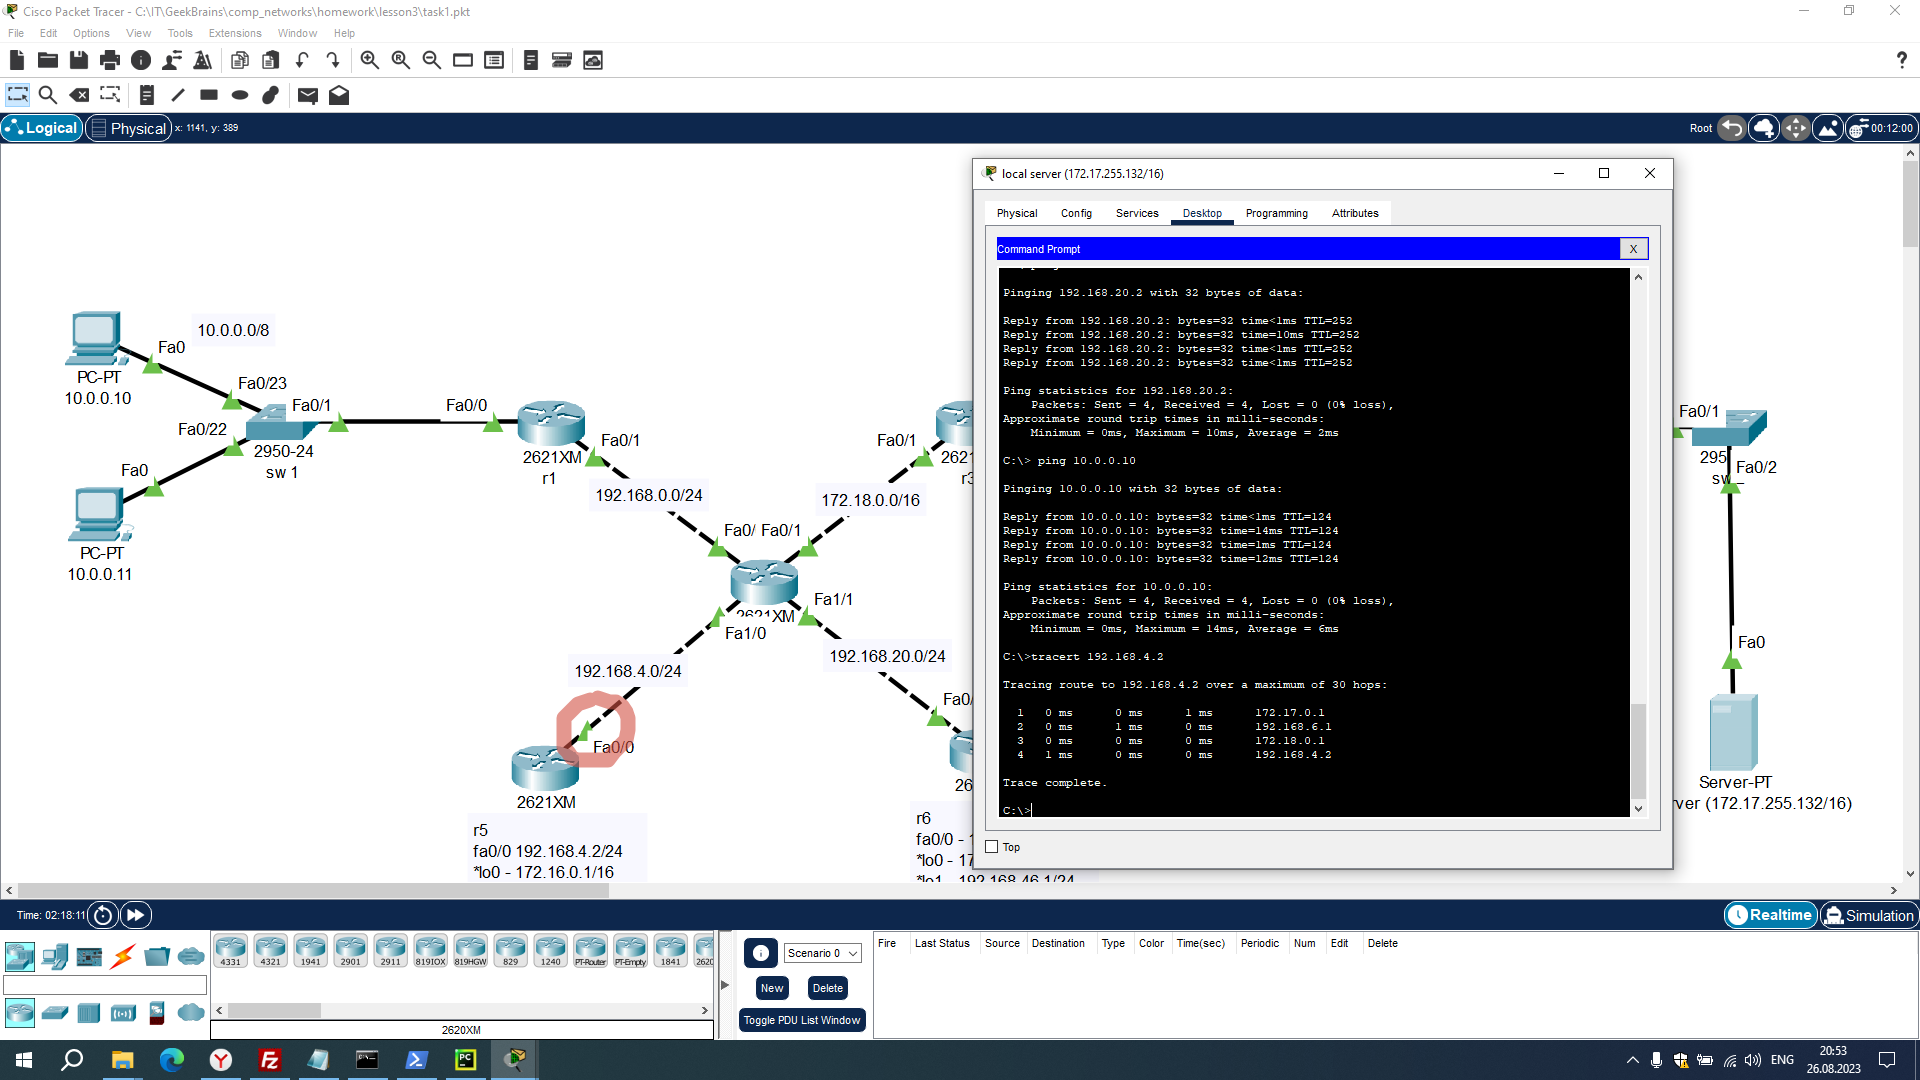 Cisco Packet Tracer - C:\IT\GeekBrains\comp_networks\homework\lesson3\task1.pkt
File Edit Options View Tools Extensions Window Help
Logical Physical x: 1141, y: 389
Root 00:12:00
10.0.0.0/8
Fa0
PC-PT
10.0.0.10
Fa0/23
Fa0/1
Fa0/22
2950-24
sw 1
Fa0
PC-PT
10.0.0.11
Fa0/0
2621XM
r1
Fa0/1
192.168.0.0/24
Fa0/1
172.18.0.0/16
Fa0/ Fa0/1
2621XM
Fa1/1
Fa1/0
192.168.4.0/24
192.168.20.0/24
Fa0/0
2621XM
r5
fa0/0 192.168.4.2/24
*lo0 - 172.16.0.1/16
r6
fa0/0 -
*lo0 - 17
*lo1 - 192.168.46.1/24
local server (172.17.255.132/16)
Physical Config Services Desktop Programming Attributes
Command Prompt
X
Pinging 192.168.20.2 with 32 bytes of data:
Reply from 192.168.20.2: bytes=32 time<1ms TTL=252
Reply from 192.168.20.2: bytes=32 time=10ms TTL=252
Reply from 192.168.20.2: bytes=32 time<1ms TTL=252
Reply from 192.168.20.2: bytes=32 time<1ms TTL=252
Ping statistics for 192.168.20.2:
Packets: Sent = 4, Received = 4, Lost = 0 (0% loss),
Approximate round trip times in milli-seconds:
Minimum = 0ms, Maximum = 10ms, Average = 2ms
C:\> ping 10.0.0.10
Pinging 10.0.0.10 with 32 bytes of data:
Reply from 10.0.0.10: bytes=32 time<1ms TTL=124
Reply from 10.0.0.10: bytes=32 time=14ms TTL=124
Reply from 10.0.0.10: bytes=32 time=1ms TTL=124
Reply from 10.0.0.10: bytes=32 time=12ms TTL=124
Ping statistics for 10.0.0.10:
Packets: Sent = 4, Received = 4, Lost = 0 (0% loss),
Approximate round trip times in milli-seconds:
Minimum = 0ms, Maximum = 14ms, Average = 6ms
C:\>tracert 192.168.4.2
Tracing route to 192.168.4.2 over a maximum of 30 hops:
1 0 ms 0 ms 1 ms 172.17.0.1
2 0 ms 1 ms 0 ms 192.168.6.1
3 0 ms 0 ms 0 ms 172.18.0.1
4 1 ms 0 ms 0 ms 192.168.4.2
Trace complete.
C:\>
Top
Fa0/1
295
Fa0/2
Fa0
Server-PT
ver (172.17.255.132/16)
Time: 02:18:11
Realtime Simulation
4331 4321 1941 2901 2911 819IOX 819HGW 829 1240 PT-Router PT-Empty 1841 2620
2620XM
Scenario 0
New Delete
Toggle PDU List Window
Fire Last Status Source Destination Type Color Time(sec) Periodic Num Edit Delete
ENG
20:53
26.08.2023